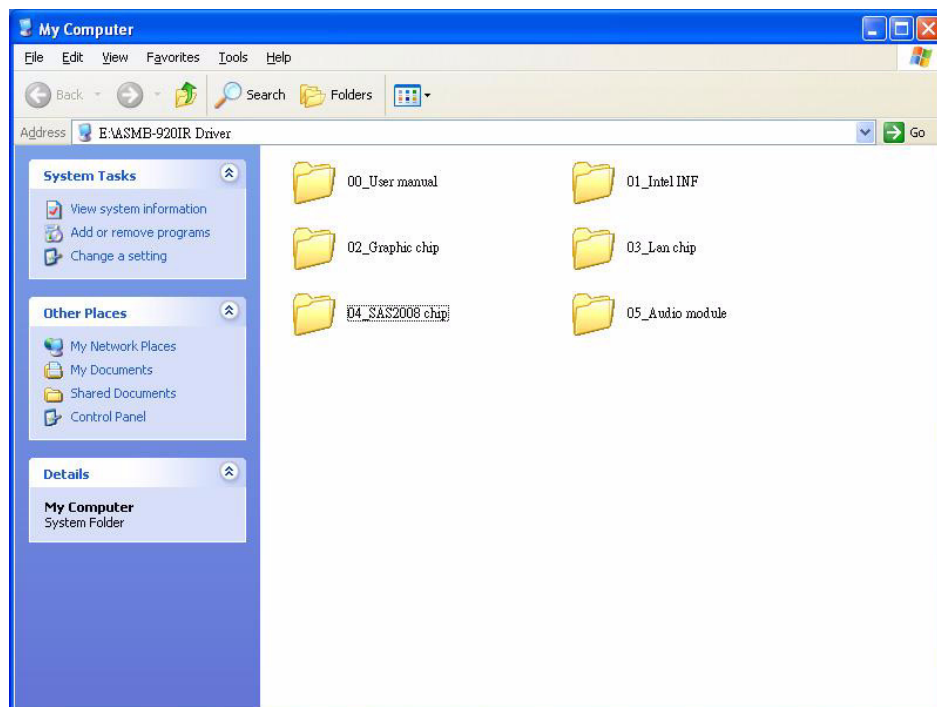 My Computer
File Edit View Favorites Tools Help
Back Search Folders
Address E:\ASMB-920IR Driver Go
System Tasks
View system information
Add or remove programs
Change a setting
Other Places
My Network Places
My Documents
Shared Documents
Control Panel
Details
My Computer
System Folder
00_User manual 01_Intel INF
02_Graphic chip 03_Lan chip
04_SAS2008 chip 05_Audio module